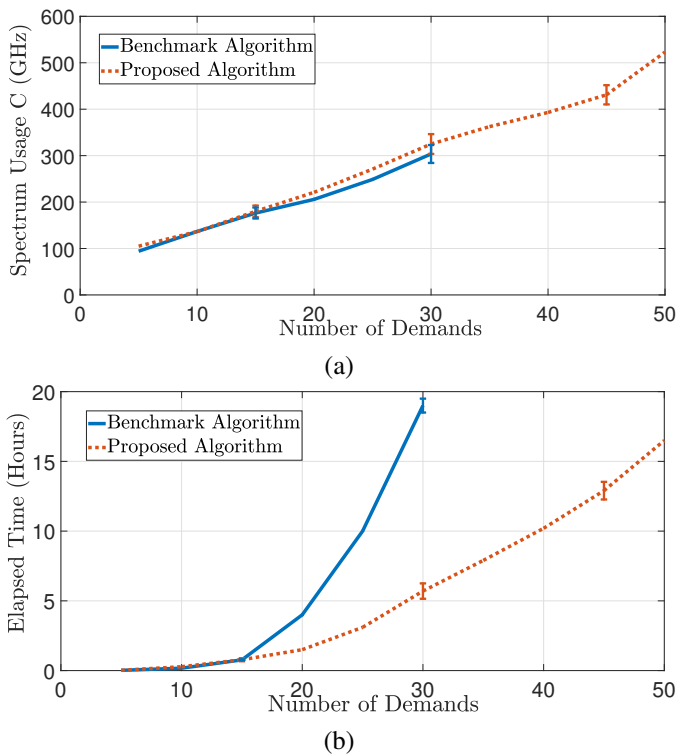 600
500
400
300
200
100
0
Spectrum Usage C (GHz)
Benchmark Algorithm
Proposed Algorithm
0 10 20 30 40 50
Number of Demands
(a)
20
15
10
5
0
Elapsed Time (Hours)
Benchmark Algorithm
Proposed Algorithm
0 10 20 30 40 50
Number of Demands
(b)